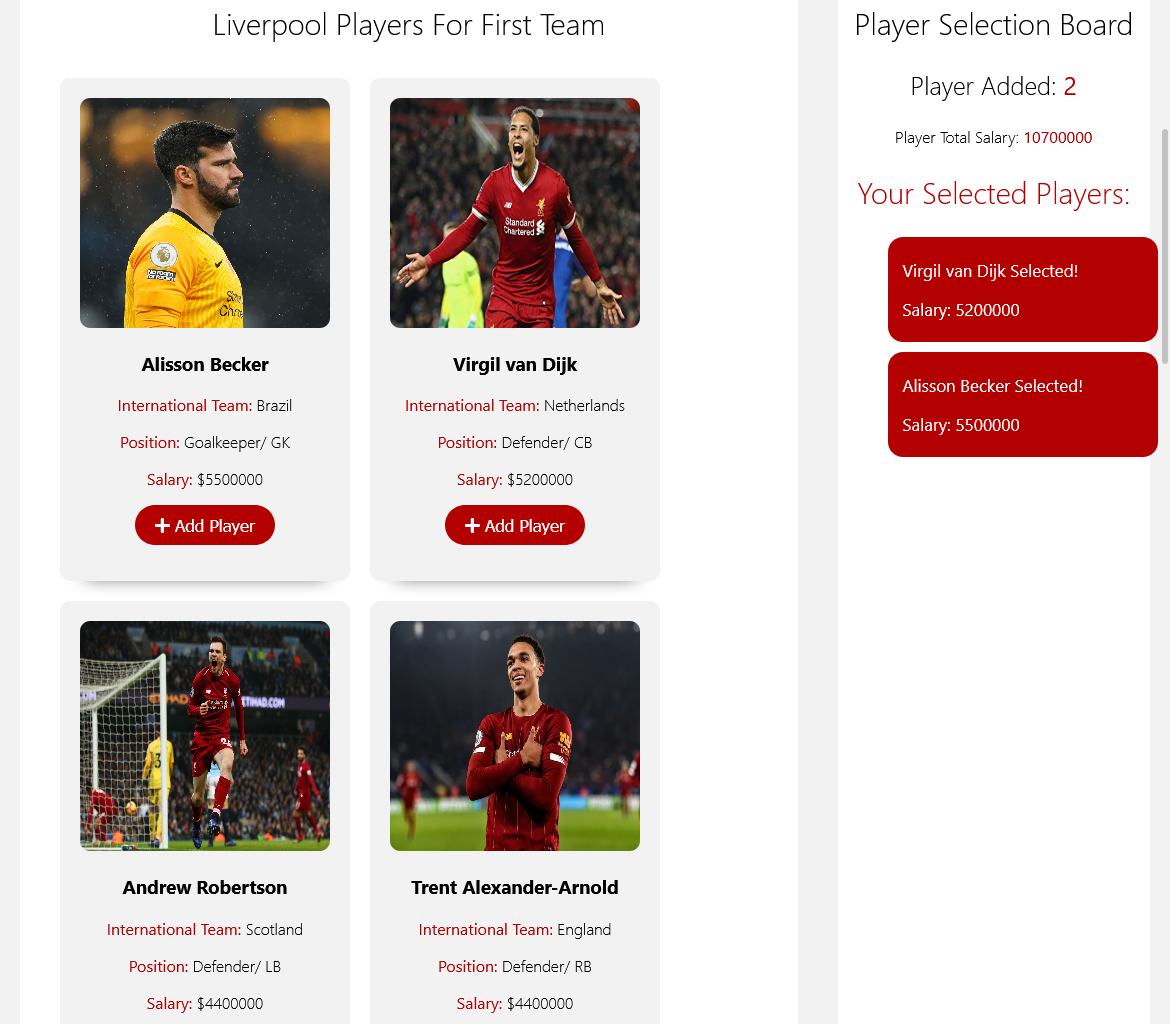 Liverpool Players For First Team
Alisson Becker
International Team: Brazil
Position: Goalkeeper/ GK
Salary: $5500000
Add Player
Standard
Chartered
Virgil van Dijk
International Team: Netherlands
Position: Defender/ CB
Salary: $5200000
Add Player
Andrew Robertson
International Team: Scotland
Position: Defender/ LB
Salary: $4400000
Trent Alexander-Arnold
International Team: England
Position: Defender/ RB
Salary: $4400000
Player Selection Board
Player Added: 2
Player Total Salary: 10700000
Your Selected Players:
Virgil van Dijk Selected!
Salary: 5200000
Alisson Becker Selected!
Salary: 5500000